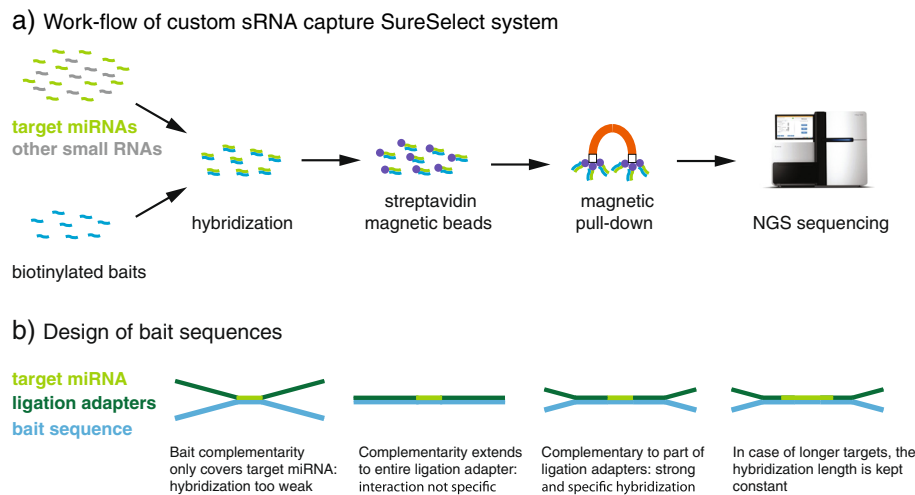 a) Work-flow of custom sRNA capture SureSelect system
target miRNAs
other small RNAs
biotinylated baits
hybridization
streptavidin
magnetic beads
magnetic
pull-down
NGS sequencing
b) Design of bait sequences
target miRNA
ligation adapters
bait sequence
Bait complementarity
only covers target miRNA:
hybridization too weak
Complementarity extends
to entire ligation adapter:
interaction not specific
Complementary to part of
ligation adapters: strong
and specific hybridization
In case of longer targets, the
hybridization length is kept
constant